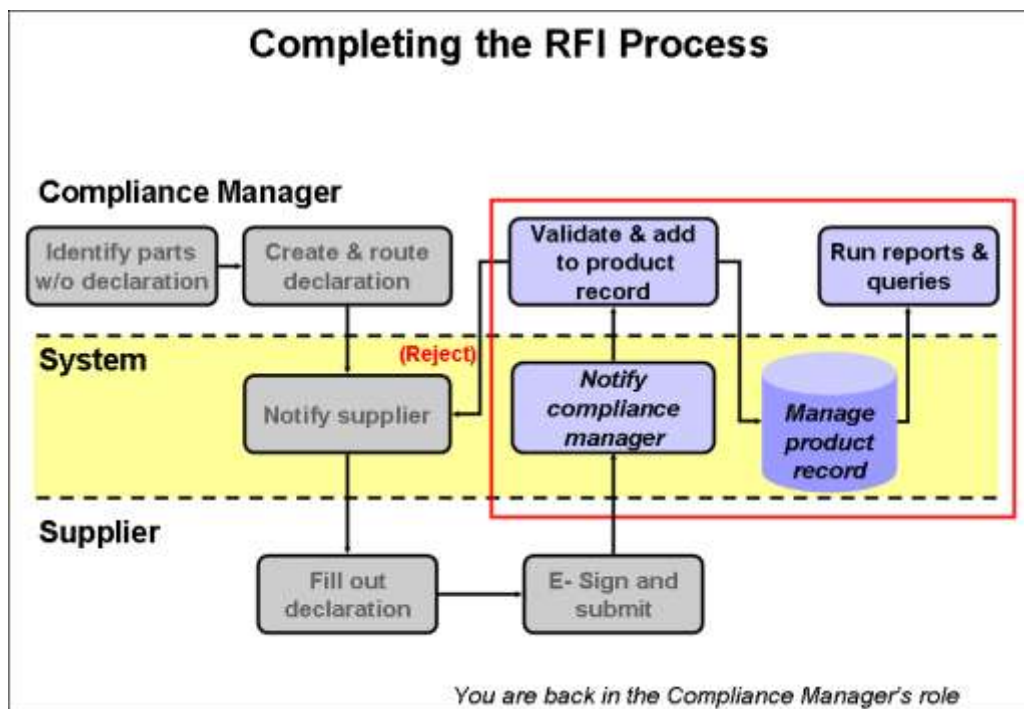 Completing the RFI Process
Compliance Manager
Identify parts
w/o declaration
Create & route
declaration
Validate & add
to product
record
Run reports &
queries
System
(Reject)
Notify supplier
Notify
compliance
manager
Manage
product
record
Supplier
Fill out
declaration
E- Sign and
submit
You are back in the Compliance Manager's role